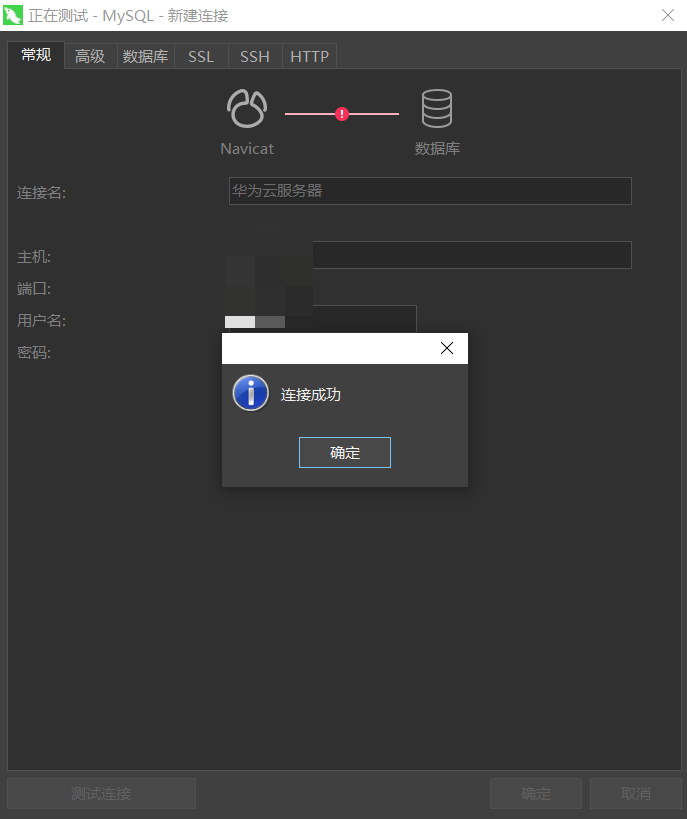 正在测试 - MySQL - 新建连接
常规 高级 数据库 SSL SSH HTTP
Navicat 数据库
连接名: 华为云服务器
主机:
端口:
用户名:
密码:
连接成功
确定
测试连接 确定 取消